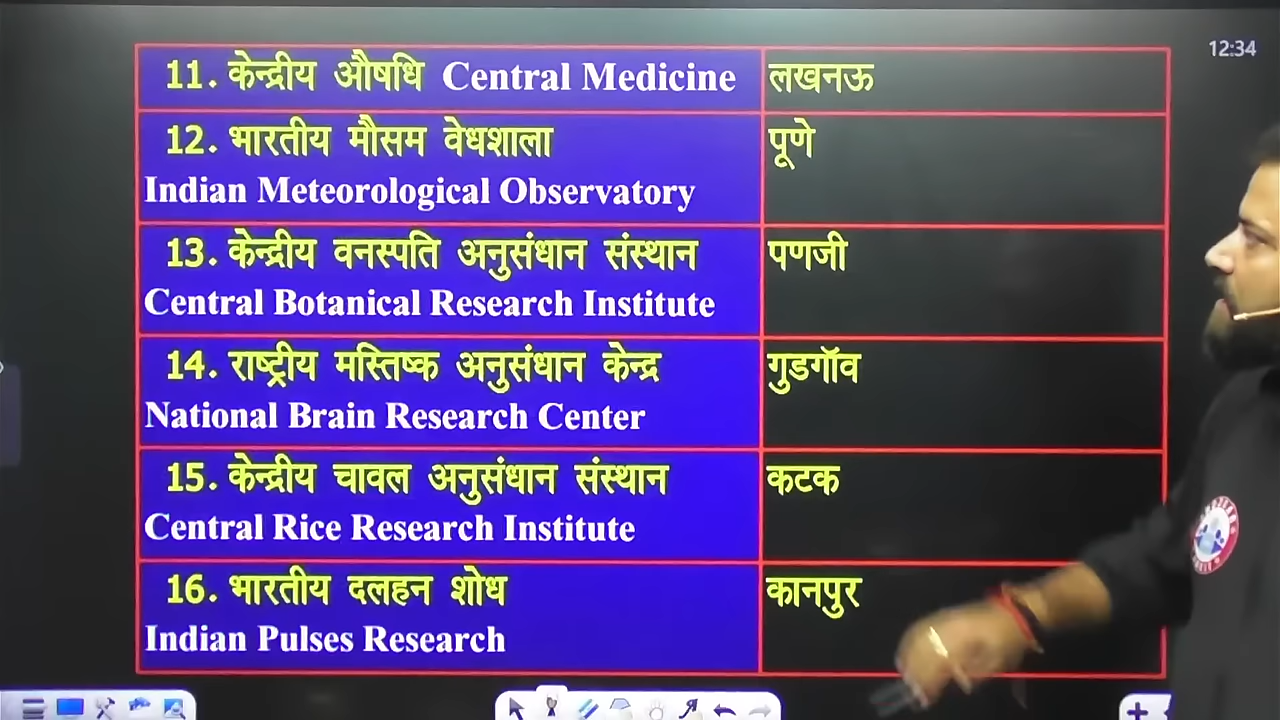 12:34
11. केन्द्रीय औषधि Central Medicine लखनऊ
12. भारतीय मौसम वेधशाला पूणे
Indian Meteorological Observatory
13. केन्द्रीय वनस्पति अनुसंधान संस्थान पणजी
Central Botanical Research Institute
14. राष्ट्रीय मस्तिष्क अनुसंधान केन्द्र गुडगॉव
National Brain Research Center
15. केन्द्रीय चावल अनुसंधान संस्थान कटक
Central Rice Research Institute
16. भारतीय दलहन शोध कानपुर
Indian Pulses Research